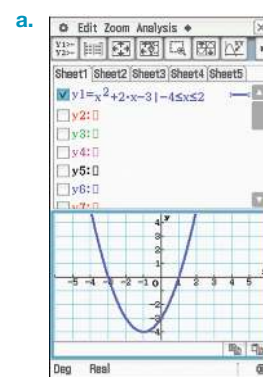 a.
Edit Zoom Analysis
Sheet1 Sheet2 Sheet3 Sheet4 Sheet5
y1=x²+2·x-3|-4≤x≤2
y2:
y3:
y4:
y5:
y6:
y7:
y
4
3
2
1
-5 -4 -3 -2 -1 0 1 2 3 4 5
-1
-2
-3
-4
Deg Real